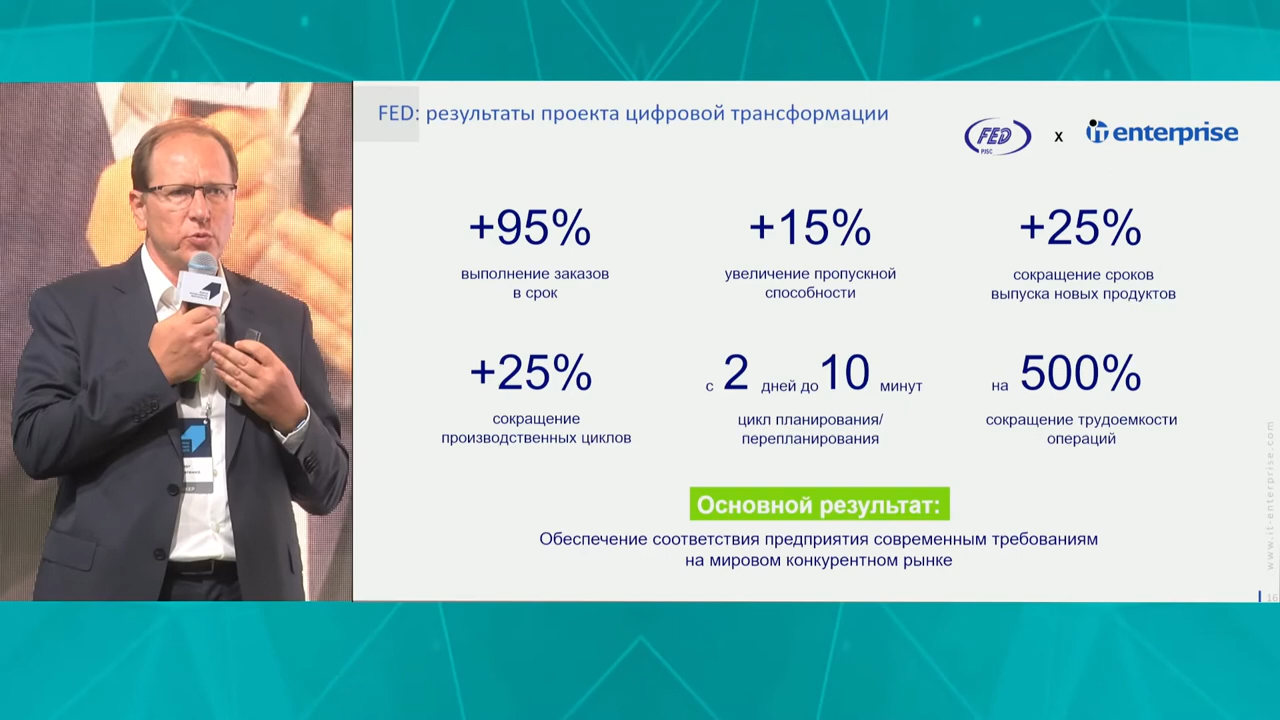 FED: результаты проекта цифровой трансформации
FED
PJSC
x
it enterprise
+95%
выполнение заказов
в срок
+15%
увеличение пропускной
способности
+25%
сокращение сроков
выпуска новых продуктов
+25%
сокращение
производственных циклов
с 2 дней до 10 минут
цикл планирования/
перепланирования
на 500%
сокращение трудоемкости
операций
Основной результат:
Обеспечение соответствия предприятия современным требованиям
на мировом конкурентном рынке
www.it-enterprise.com
16